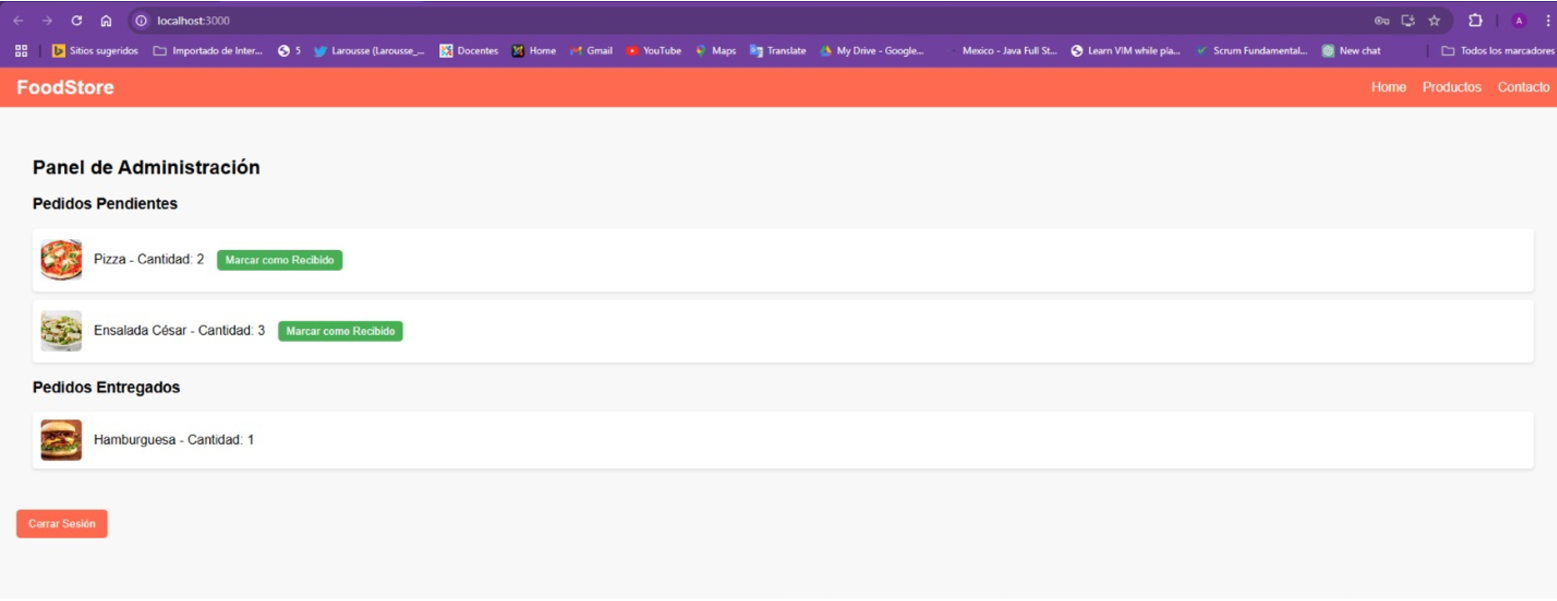 localhost:3000
Sitios sugeridos Importado de Inter... 5 Larousse (Larousse_... Docentes Home Gmail YouTube Maps Translate My Drive - Google... Mexico - Java Full St... Learn VIM while pla... Scrum Fundamental... New chat Todos los marcadores
FoodStore Home Productos Contacto
Panel de Administración
Pedidos Pendientes
Pizza - Cantidad: 2 Marcar como Recibido
Ensalada César - Cantidad: 3 Marcar como Recibido
Pedidos Entregados
Hamburguesa - Cantidad: 1
Cerrar Sesión